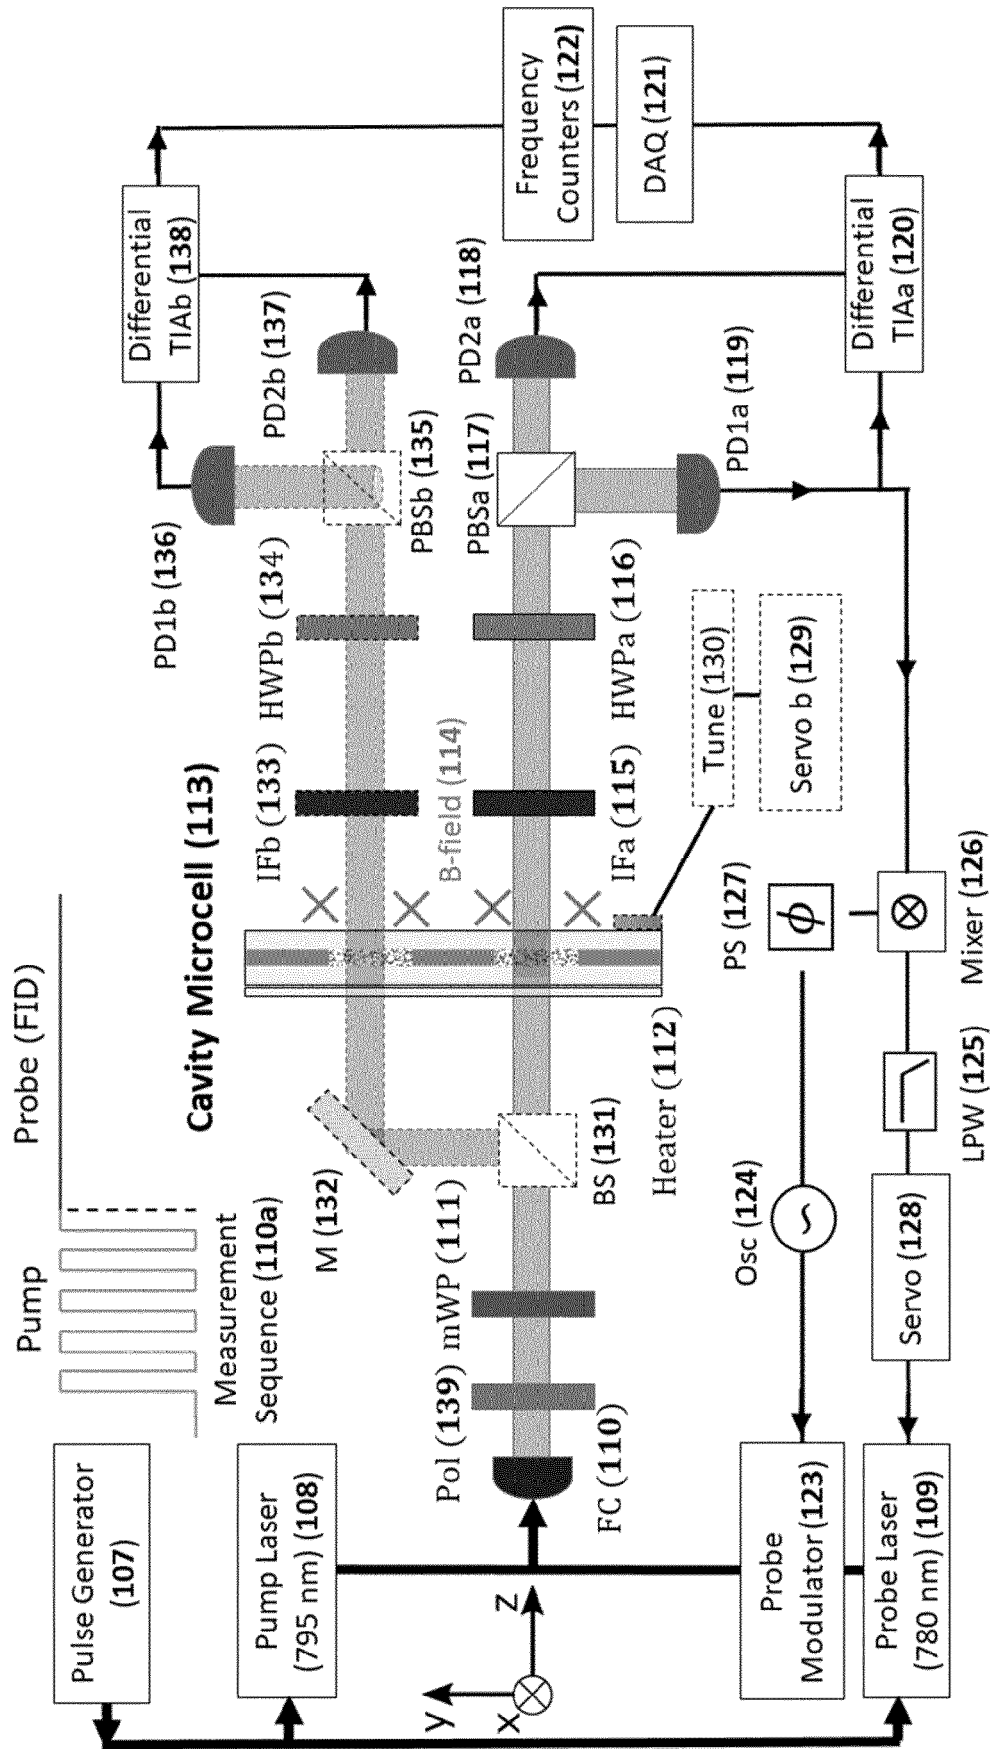 Pump
Probe (FID)
Measurement
Sequence (110a)
Pulse Generator
(107)
Pump Laser
(795 nm) (108)
Cavity Microcell (113)
M (132)
IFb (133)
HWPb (134)
PD1b (136)
PBSb (135)
PD2b (137)
Differential
TIAb (138)
Pol (139)
mWP (111)
B-field (114)
FC (110)
BS (131)
Heater (112)
IFa (115)
HWPa (116)
PBSa (117)
PD2a (118)
PD1a (119)
Frequency
Counters (122)
DAQ (121)
Differential
TIAa (120)
y
x
z
Probe
Modulator (123)
Probe Laser
(780 nm) (109)
Osc (124)
~
PS (127)
ϕ
Tune (130)
Servo b (129)
Servo (128)
LPW (125)
Mixer (126)